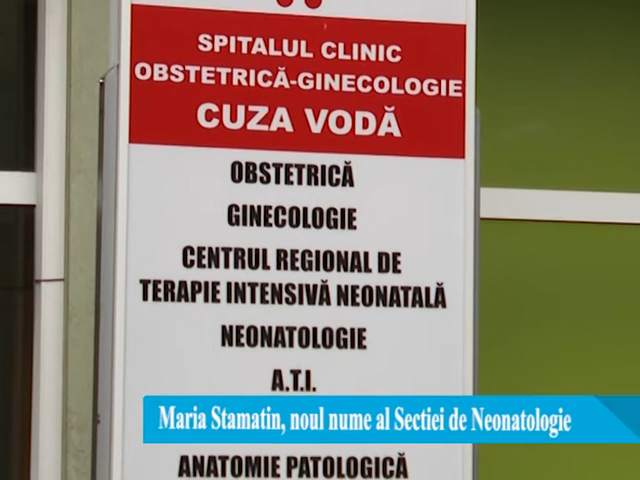 SPITALUL CLINIC
OBSTETRICĂ-GINECOLOGIE
CUZA VODĂ
OBSTETRICĂ
GINECOLOGIE
CENTRUL REGIONAL DE
TERAPIE INTENSIVĂ NEONATALĂ
NEONATOLOGIE
A.T.I.
Maria Stamatin, noul nume al Sectiei de Neonatologie
ANATOMIE PATOLOGICĂ